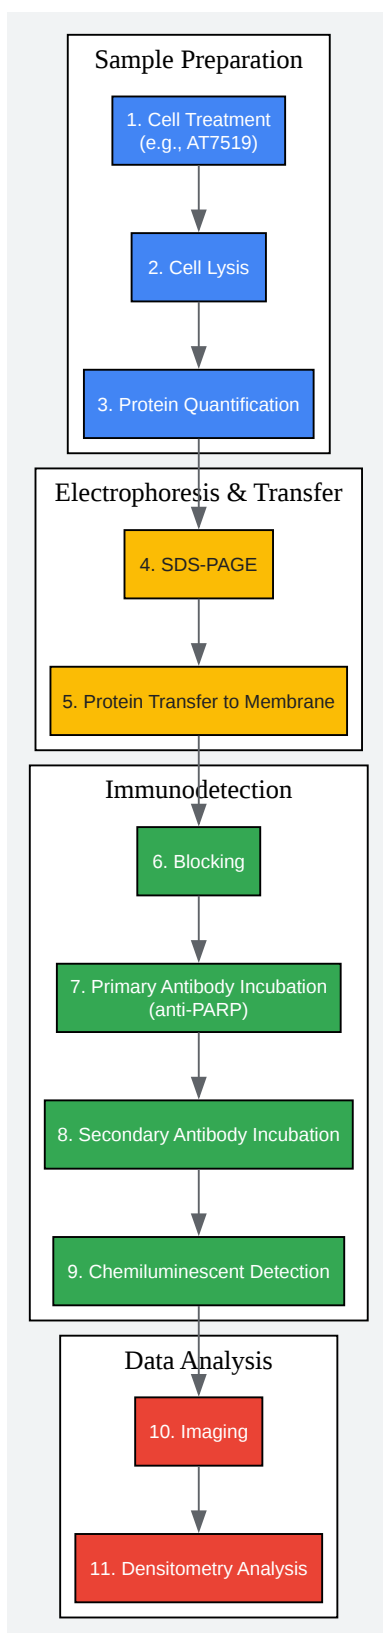 Sample Preparation
1. Cell Treatment
(e.g., AT7519)
2. Cell Lysis
3. Protein Quantification
Electrophoresis & Transfer
4. SDS-PAGE
5. Protein Transfer to Membrane
Immunodetection
6. Blocking
7. Primary Antibody Incubation
(anti-PARP)
8. Secondary Antibody Incubation
9. Chemiluminescent Detection
Data Analysis
10. Imaging
11. Densitometry Analysis